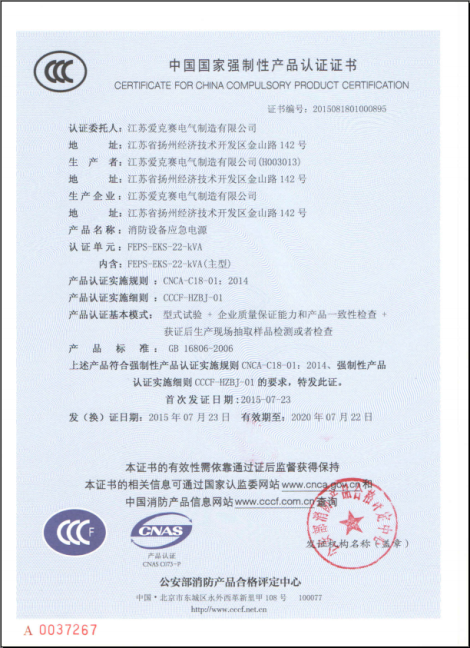 CCC
中国国家强制性产品认证证书
CERTIFICATE FOR CHINA COMPULSORY PRODUCT CERTIFICATION
证书编号：2015081801000895
认证委托人：江苏爱克赛电气制造有限公司
地 址：江苏省扬州经济技术开发区金山路 142 号
生 产 者：江苏爱克赛电气制造有限公司(H003013)
地 址：江苏省扬州经济技术开发区金山路 142 号
生产企业：江苏爱克赛电气制造有限公司
地 址：江苏省扬州经济技术开发区金山路 142 号
产品名称：消防设备应急电源
认证单元：FEPS-EKS-22-kVA
内含：FEPS-EKS-22-kVA(主型)
产品认证实施规则：CNCA-C18-01：2014
产品认证实施细则：CCCF-HZBJ-01
产品认证基本模式：型式试验 + 企业质量保证能力和产品一致性检查 +
获证后生产现场抽取样品检测或者检查
产 品 标 准：GB 16806-2006
上述产品符合强制性产品认证实施规则 CNCA-C18-01：2014、强制性产品
认证实施细则 CCCF-HZBJ-01 的要求，特发此证。
首次发证日期:2015-07-23
发（换）证日期:2015 年 07 月 23 日 有效期至:2020 年 07 月 22 日
本证书的有效性需依靠通过证后监督获得保持
本证书的相关信息可通过国家认监委网站 www.cnca.gov.cn 和
中国消防产品信息网站 www.cccf.com.cn 查询
公安部消防产品合格评定中心
发证机构名称（盖章）
CCC F
CNAS
产品认证
CNAS C073-P
公安部消防产品合格评定中心
中国·北京市东城区永外西革新里甲 108 号 100077
http://www.cccf.net.cn
A 0037267